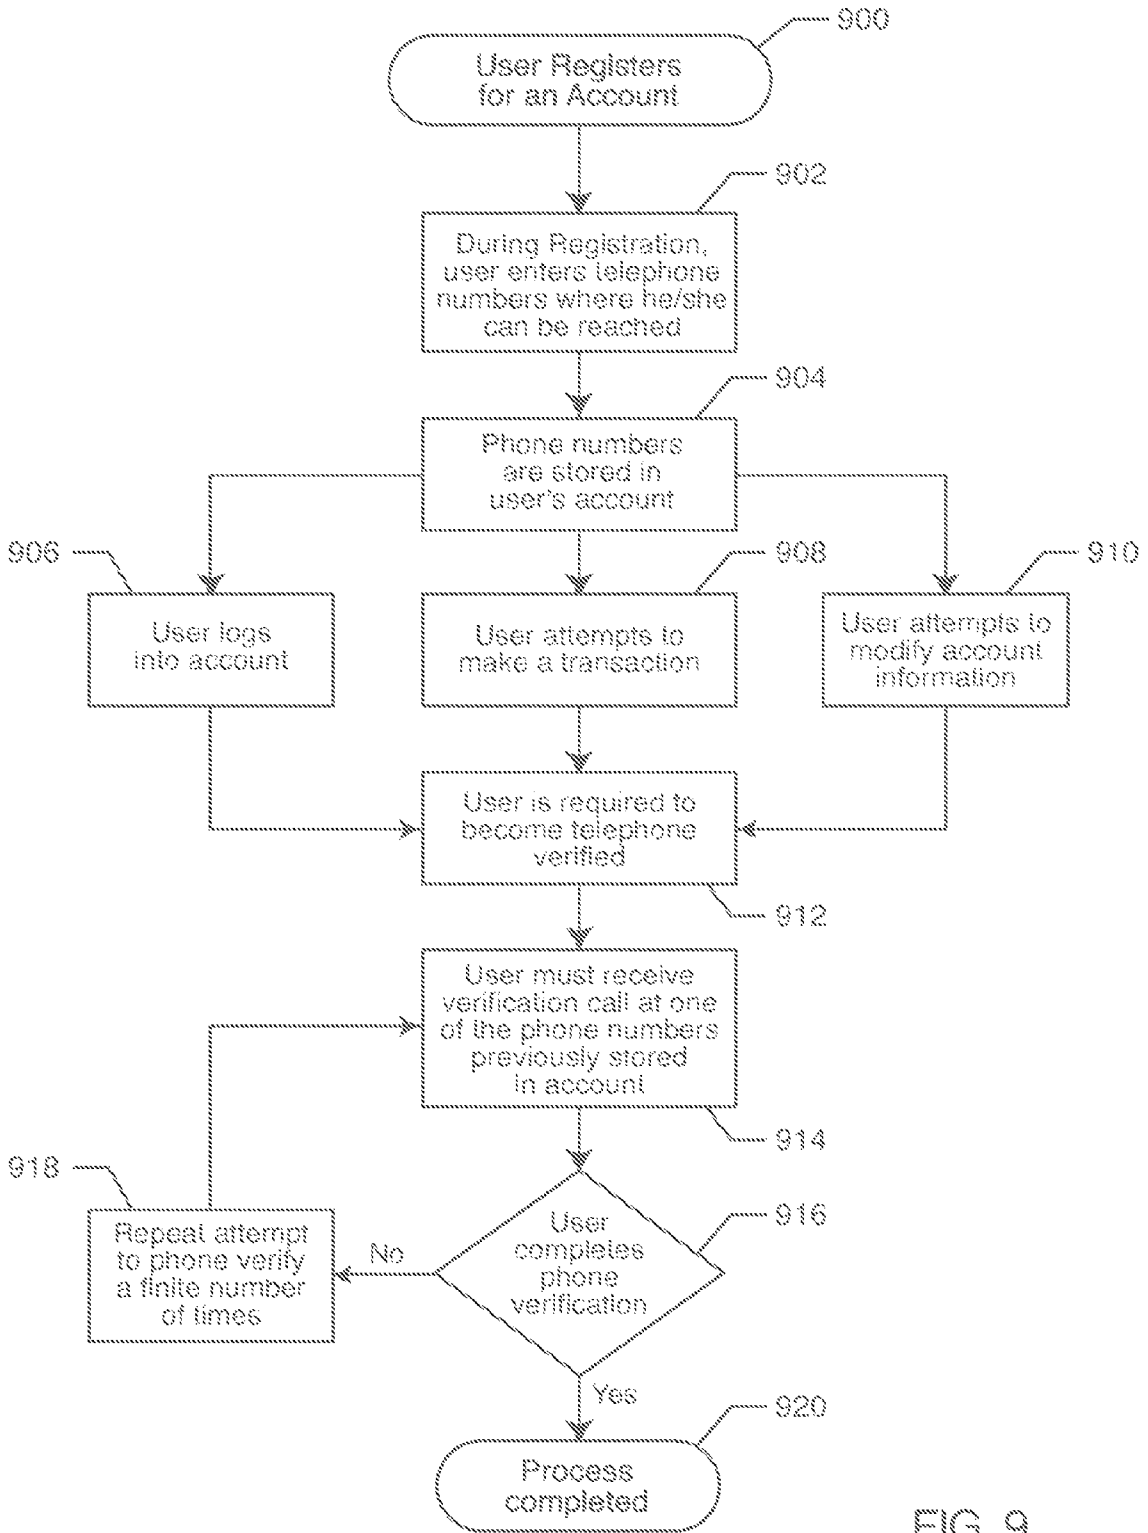 900
User Registers
for an Account
902
During Registration,
user enters telephone
numbers where he/she
can be reached
904
Phone numbers
are stored in
user's account
906
User logs
into account
908
User attempts to
make a transaction
910
User attempts to
modify account
information
User is required to
become telephone
verified
912
User must receive
verification call at one
of the phone numbers
previously stored
in account
914
918
Repeat attempt
to phone verify
a finite number
of times
No
916
User
completes
phone
verification
Yes
920
Process
completed
FIG. 9